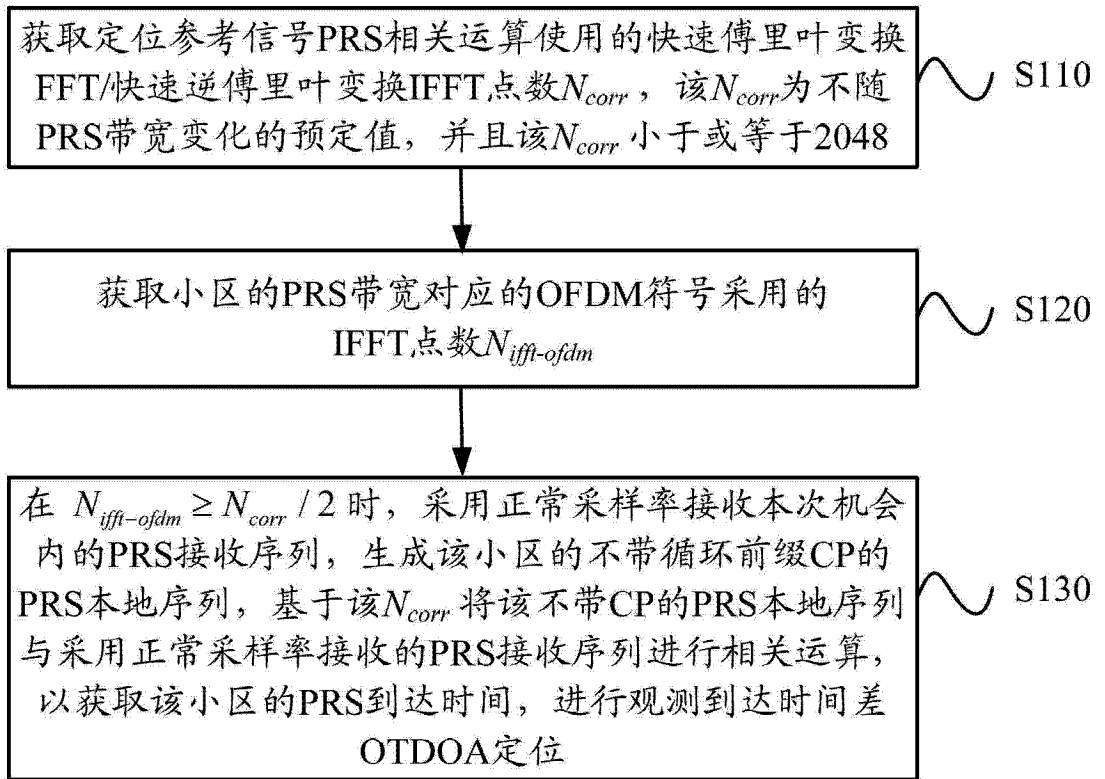 获取定位参考信号PRS相关运算使用的快速傅里叶变换
FFT/快速逆傅里叶变换IFFT点数N_corr，该N_corr为不随
PRS带宽变化的预定值，并且该N_corr小于或等于2048
S110
获取小区的PRS带宽对应的OFDM符号采用的
IFFT点数N_ifft-ofdm
S120
在 N_ifft-ofdm ≥ N_corr / 2 时，采用正常采样率接收本次机会
内的PRS接收序列，生成该小区的不带循环前缀CP的
PRS本地序列，基于该N_corr将该不带CP的PRS本地序列
与采用正常采样率接收的PRS接收序列进行相关运算，
以获取该小区的PRS到达时间，进行观测到达时间差
OTDOA定位
S130